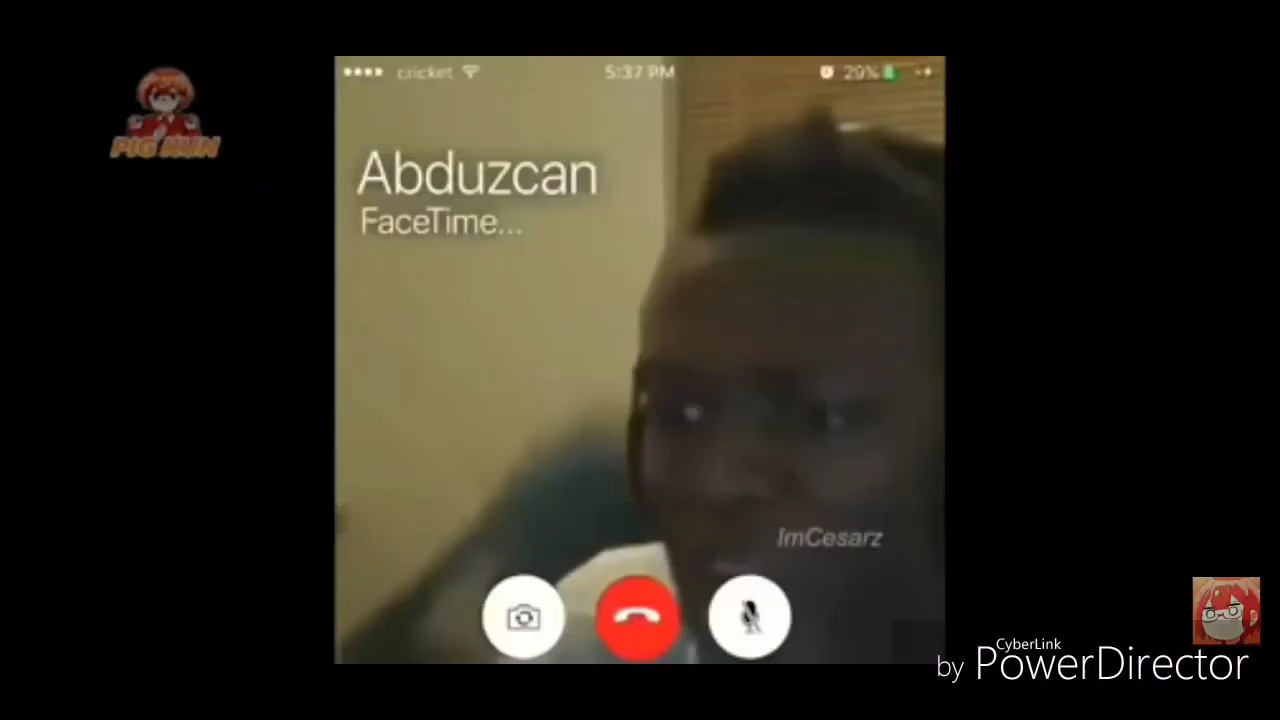 cricket 5:37 PM 29%
PIG KUN
Abduzcan
FaceTime...
ImCesarz
CyberLink
by PowerDirector